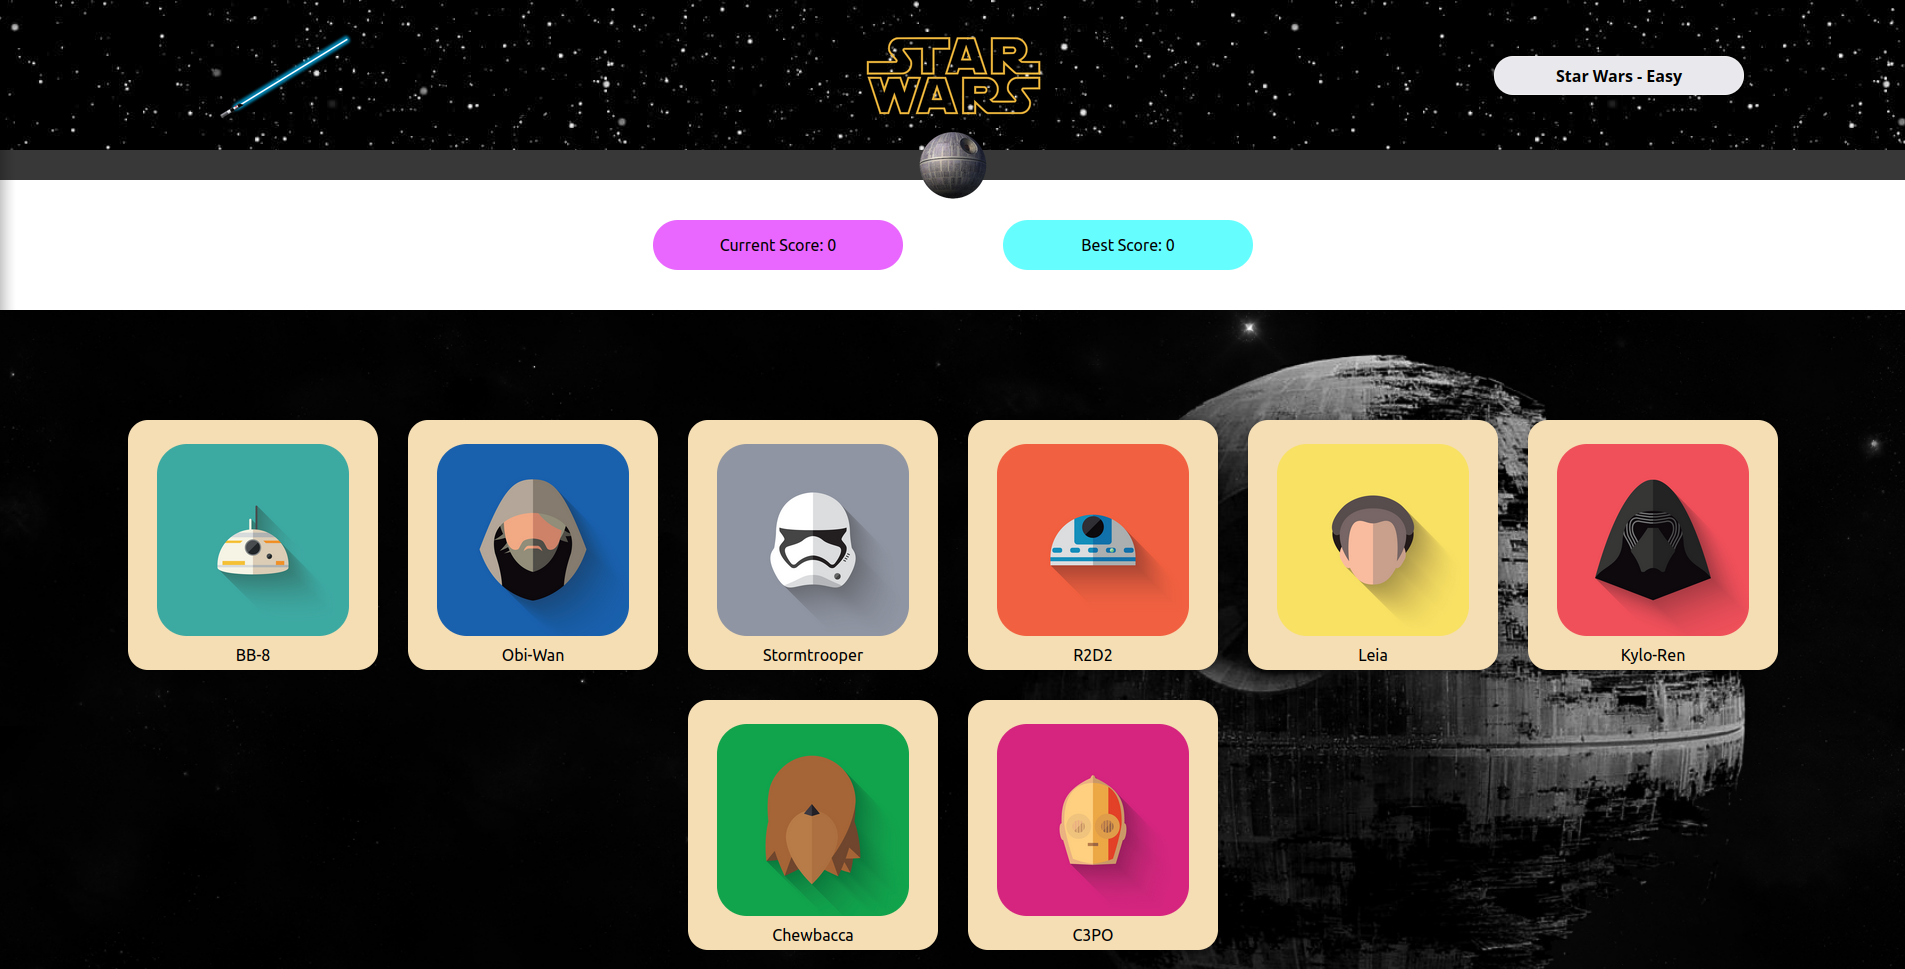 STAR
WARS
Star Wars - Easy
Current Score: 0
Best Score: 0
BB-8
Obi-Wan
Stormtrooper
R2D2
Leia
Kylo-Ren
Chewbacca
C3PO